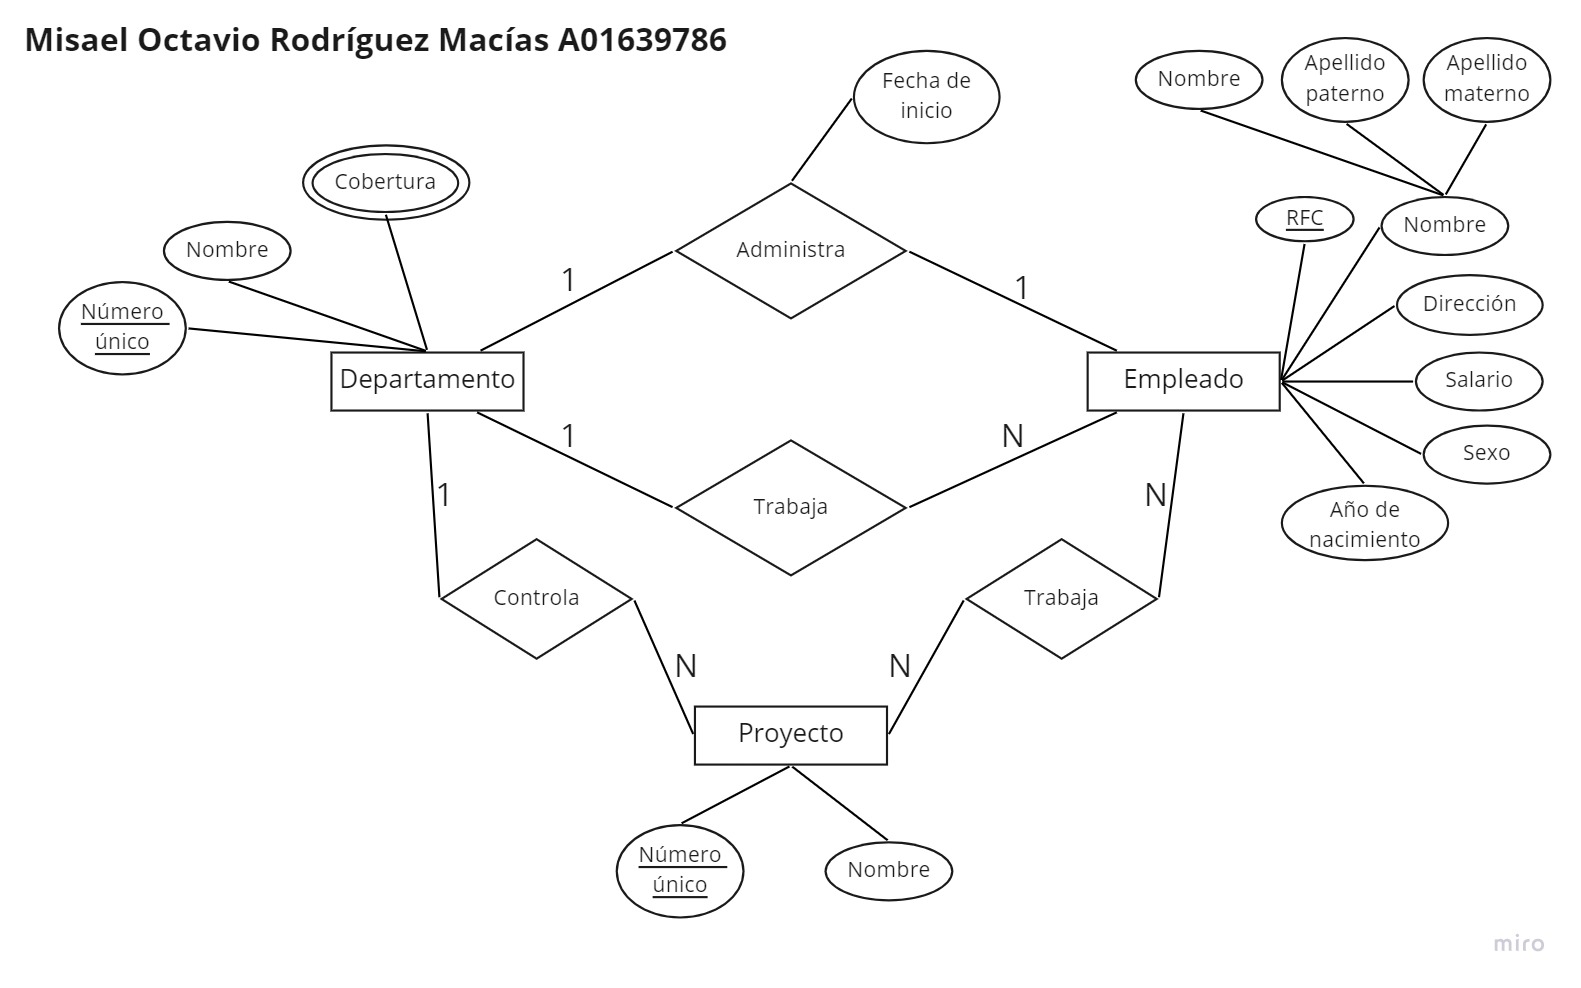 Misael Octavio Rodríguez Macías A01639786
Fecha de
inicio
Nombre
Apellido
paterno
Apellido
materno
Cobertura
RFC
Nombre
Nombre
Administra
Número
único
1
1
Dirección
Departamento
Empleado
Salario
1
N
Sexo
1
Trabaja
N
Año de
nacimiento
Controla
Trabaja
N
N
Proyecto
Número
único
Nombre
miro